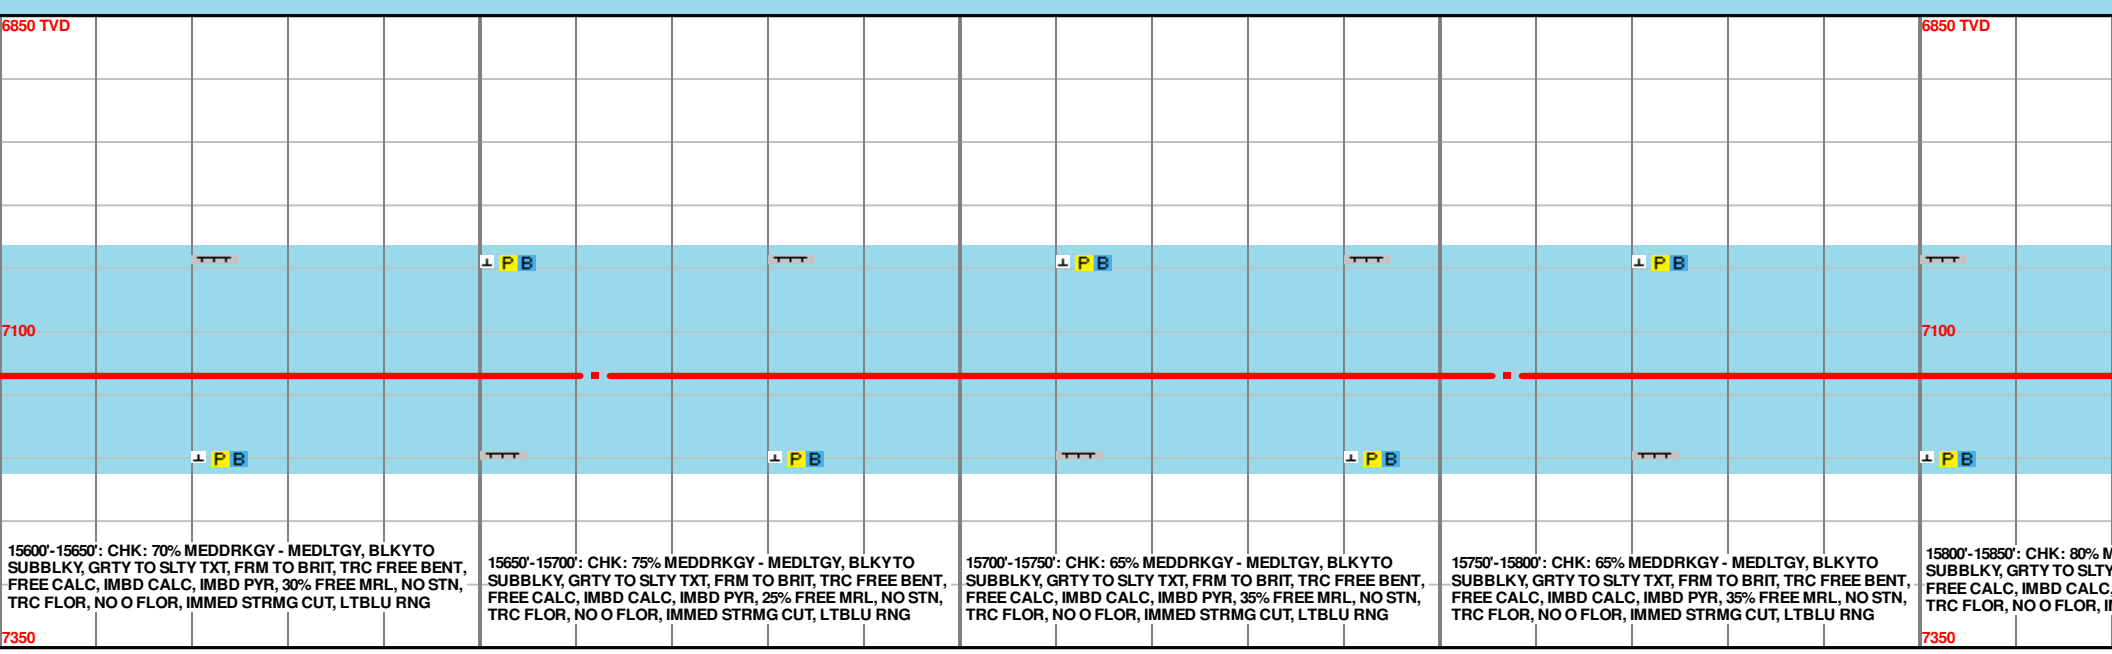 6850 TVD
6850 TVD
P B
P B
P B
7100
7100
P B
P B
P B
P B
15600'-15650': CHK: 70% MEDDRKGY - MEDLTGY, BLKY TO
SUBBLKY, GRTY TO SLTY TXT, FRM TO BRIT, TRC FREE BENT,
FREE CALC, IMBD CALC, IMBD PYR, 30% FREE MRL, NO STN,
TRC FLOR, NO O FLOR, IMMED STRMG CUT, LTBLU RNG
15650'-15700': CHK: 75% MEDDRKGY - MEDLTGY, BLKY TO
SUBBLKY, GRTY TO SLTY TXT, FRM TO BRIT, TRC FREE BENT,
FREE CALC, IMBD CALC, IMBD PYR, 25% FREE MRL, NO STN,
TRC FLOR, NO O FLOR, IMMED STRMG CUT, LTBLU RNG
15700'-15750': CHK: 65% MEDDRKGY - MEDLTGY, BLKY TO
SUBBLKY, GRTY TO SLTY TXT, FRM TO BRIT, TRC FREE BENT,
FREE CALC, IMBD CALC, IMBD PYR, 35% FREE MRL, NO STN,
TRC FLOR, NO O FLOR, IMMED STRMG CUT, LTBLU RNG
15750'-15800': CHK: 65% MEDDRKGY - MEDLTGY, BLKY TO
SUBBLKY, GRTY TO SLTY TXT, FRM TO BRIT, TRC FREE BENT,
FREE CALC, IMBD CALC, IMBD PYR, 35% FREE MRL, NO STN,
TRC FLOR, NO O FLOR, IMMED STRMG CUT, LTBLU RNG
15800'-15850': CHK: 80% M
SUBBLKY, GRTY TO SLTY
FREE CALC, IMBD CALC,
TRC FLOR, NO O FLOR, I
7350
7350